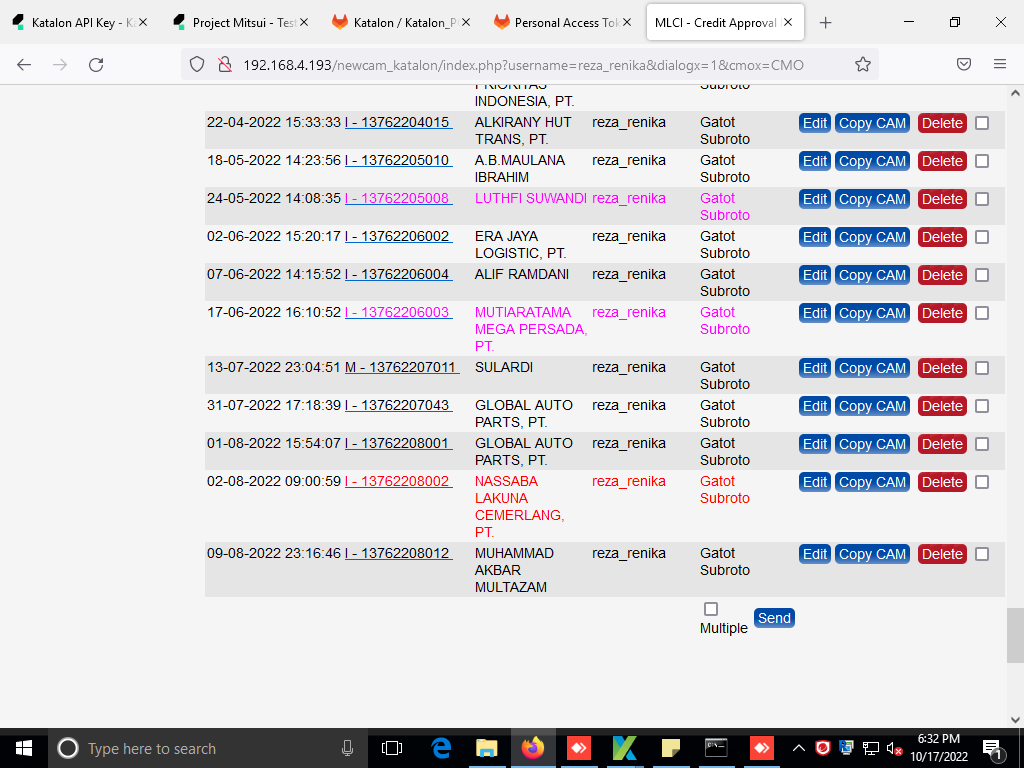 Katalon API Key - K
Project Mitsui - Test
Katalon / Katalon_P
Personal Access Tok
MLCI - Credit Approval
192.168.4.193/newcam_katalon/index.php?username=reza_renika&dialogx=1&cmox=CMO
PRIORITAS Subroto
INDONESIA, PT.
22-04-2022 15:33:33 I - 13762204015 ALKIRANY HUT reza_renika Gatot Edit Copy CAM Delete
TRANS, PT. Subroto
18-05-2022 14:23:56 I - 13762205010 A.B.MAULANA reza_renika Gatot Edit Copy CAM Delete
IBRAHIM Subroto
24-05-2022 14:08:35 I - 13762205008 LUTHFI SUWANDI reza_renika Gatot Edit Copy CAM Delete
Subroto
02-06-2022 15:20:17 I - 13762206002 ERA JAYA reza_renika Gatot Edit Copy CAM Delete
LOGISTIC, PT. Subroto
07-06-2022 14:15:52 I - 13762206004 ALIF RAMDANI reza_renika Gatot Edit Copy CAM Delete
Subroto
17-06-2022 16:10:52 I - 13762206003 MUTIARATAMA reza_renika Gatot Edit Copy CAM Delete
MEGA PERSADA, Subroto
PT.
13-07-2022 23:04:51 M - 13762207011 SULARDI reza_renika Gatot Edit Copy CAM Delete
Subroto
31-07-2022 17:18:39 I - 13762207043 GLOBAL AUTO reza_renika Gatot Edit Copy CAM Delete
PARTS, PT. Subroto
01-08-2022 15:54:07 I - 13762208001 GLOBAL AUTO reza_renika Gatot Edit Copy CAM Delete
PARTS, PT. Subroto
02-08-2022 09:00:59 I - 13762208002 NASSABA reza_renika Gatot Edit Copy CAM Delete
LAKUNA Subroto
CEMERLANG,
PT.
09-08-2022 23:16:46 I - 13762208012 MUHAMMAD reza_renika Gatot Edit Copy CAM Delete
AKBAR Subroto
MULTAZAM
Multiple Send
Type here to search
6:32 PM
10/17/2022
1